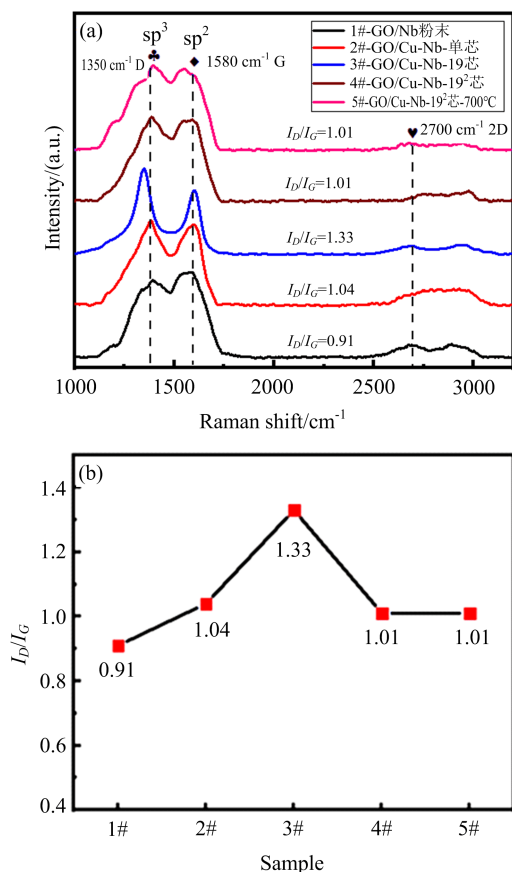 (a)
sp³
sp²
1350 cm⁻¹ D ♣
♦ 1580 cm⁻¹ G
1#-GO/Nb粉末
2#-GO/Cu-Nb-单芯
3#-GO/Cu-Nb-19芯
4#-GO/Cu-Nb-19²芯
5#-GO/Cu-Nb-19²芯-700℃
I_D/I_G=1.01
♥ 2700 cm⁻¹ 2D
I_D/I_G=1.01
I_D/I_G=1.33
I_D/I_G=1.04
I_D/I_G=0.91
Intensity/(a.u.)
1000 1500 2000 2500 3000
Raman shift/cm⁻¹
(b)
1.4
1.2
1.0
0.8
0.6
0.4
I_D/I_G
0.91
1.04
1.33
1.01
1.01
1# 2# 3# 4# 5#
Sample